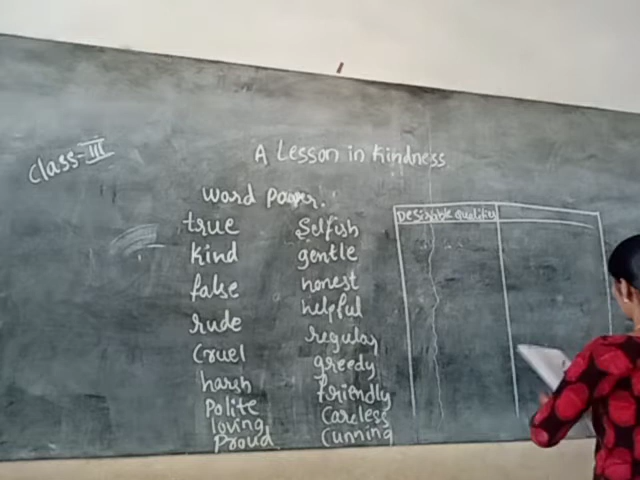 Class-III
A Lesson in Kindness
Word Power.
true Selfish
kind gentle
false honest
rude helpful
Cruel regular
harsh greedy
Polite friendly
loving Careless
Proud Cunning
Desirable quality